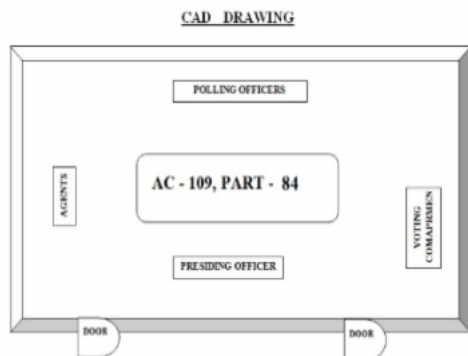 CAD DRAWING
POLLING OFFICERS
AGENTS
AC - 109, PART - 84
VOTING
COMAPRMEN
PRESIDING OFFICER
DOOR
DOOR